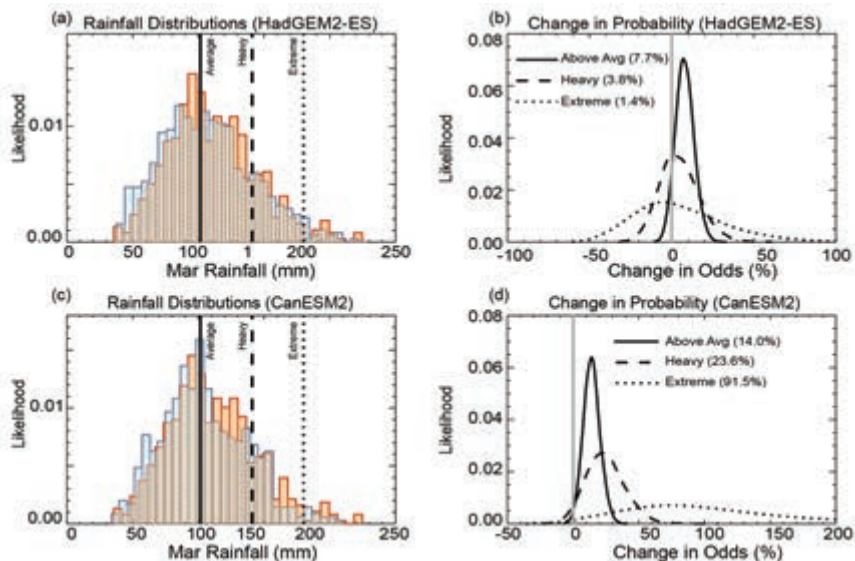 (a) Rainfall Distributions (HadGEM2-ES)
Average
Heavy
Extreme
Likelihood
0.01
0.00
0 50 100 1 200 250
Mar Rainfall (mm)
(b) Change in Probability (HadGEM2-ES)
Above Avg (7.7%)
Heavy (3.8%)
Extreme (1.4%)
Likelihood
0.08
0.06
0.04
0.02
0.00
-100 -50 0 50 100
Change in Odds (%)
(c) Rainfall Distributions (CanESM2)
Average
Heavy
Extreme
Likelihood
0.01
0.00
0 50 100 150 200 250
Mar Rainfall (mm)
(d) Change in Probability (CanESM2)
Above Avg (14.0%)
Heavy (23.6%)
Extreme (91.5%)
Likelihood
0.08
0.06
0.04
0.02
0.00
-50 0 50 100 150 200
Change in Odds (%)